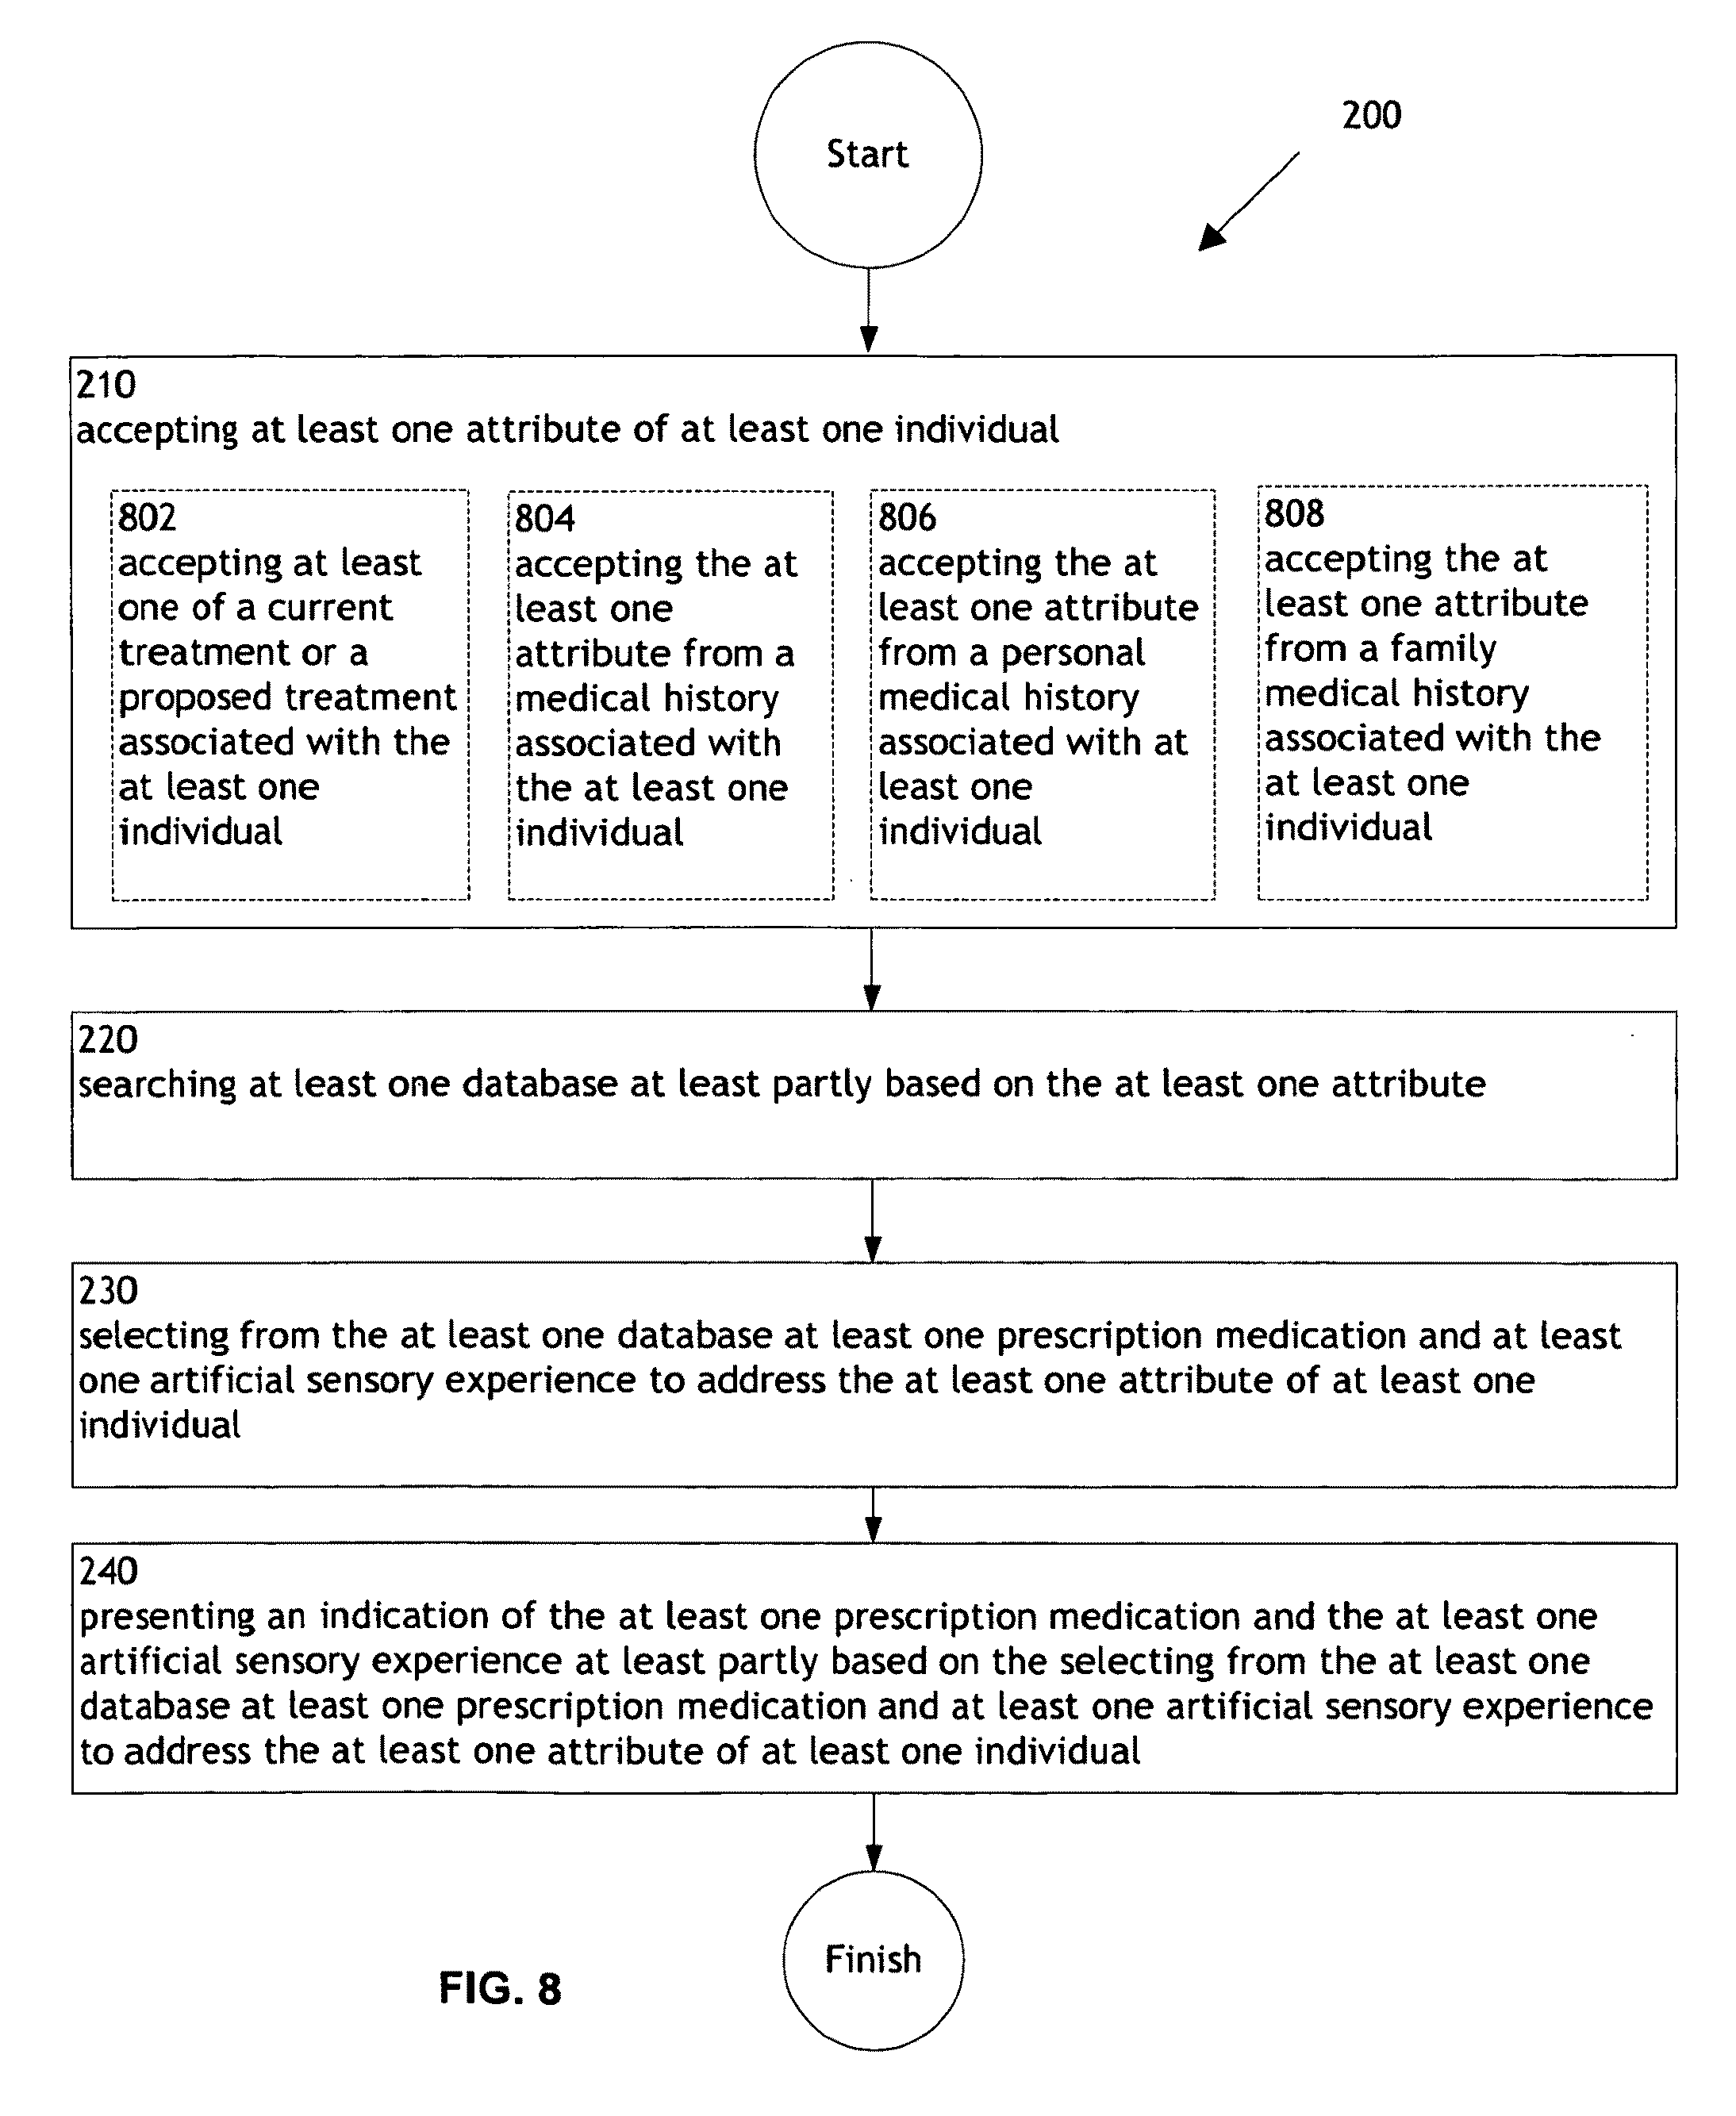 Start
200
210
accepting at least one attribute of at least one individual
802
accepting at least
one of a current
treatment or a
proposed treatment
associated with the
at least one
individual
804
accepting the at
least one
attribute from a
medical history
associated with
the at least one
individual
806
accepting the at
least one attribute
from a personal
medical history
associated with at
least one
individual
808
accepting the at
least one attribute
from a family
medical history
associated with the
at least one
individual
220
searching at least one database at least partly based on the at least one attribute
230
selecting from the at least one database at least one prescription medication and at least
one artificial sensory experience to address the at least one attribute of at least one
individual
240
presenting an indication of the at least one prescription medication and the at least one
artificial sensory experience at least partly based on the selecting from the at least one
database at least one prescription medication and at least one artificial sensory experience
to address the at least one attribute of at least one individual
Finish
FIG. 8